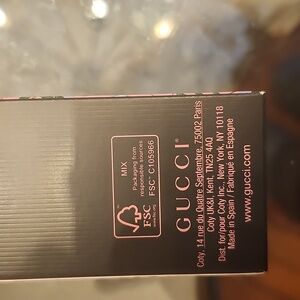 MIX
Packaging from
responsible sources
FSC® C105966
FSC
GUCCI
Coty, 14 rue du Quatre Septembre, 75002 Paris
Coty UK&I, Kent, TN25 4AQ
Dist. for/pour Coty Inc., New York, NY 10118
Made in Spain / Fabriqué en Espagne
www.gucci.com